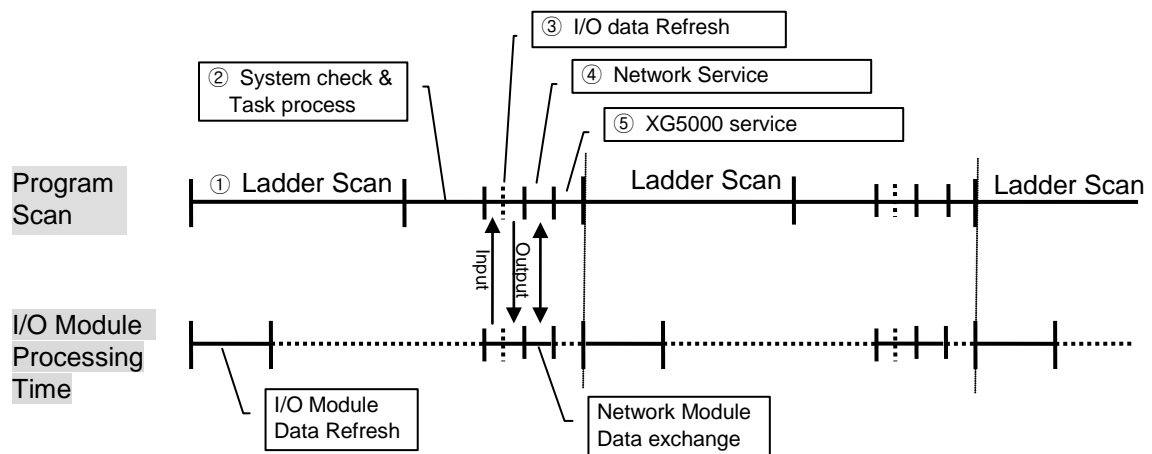 ③ I/O data Refresh
② System check &
Task process
④ Network Service
⑤ XG5000 service
Program
Scan
① Ladder Scan
Ladder Scan
Ladder Scan
Input
Output
I/O Module
Processing
Time
I/O Module
Data Refresh
Network Module
Data exchange